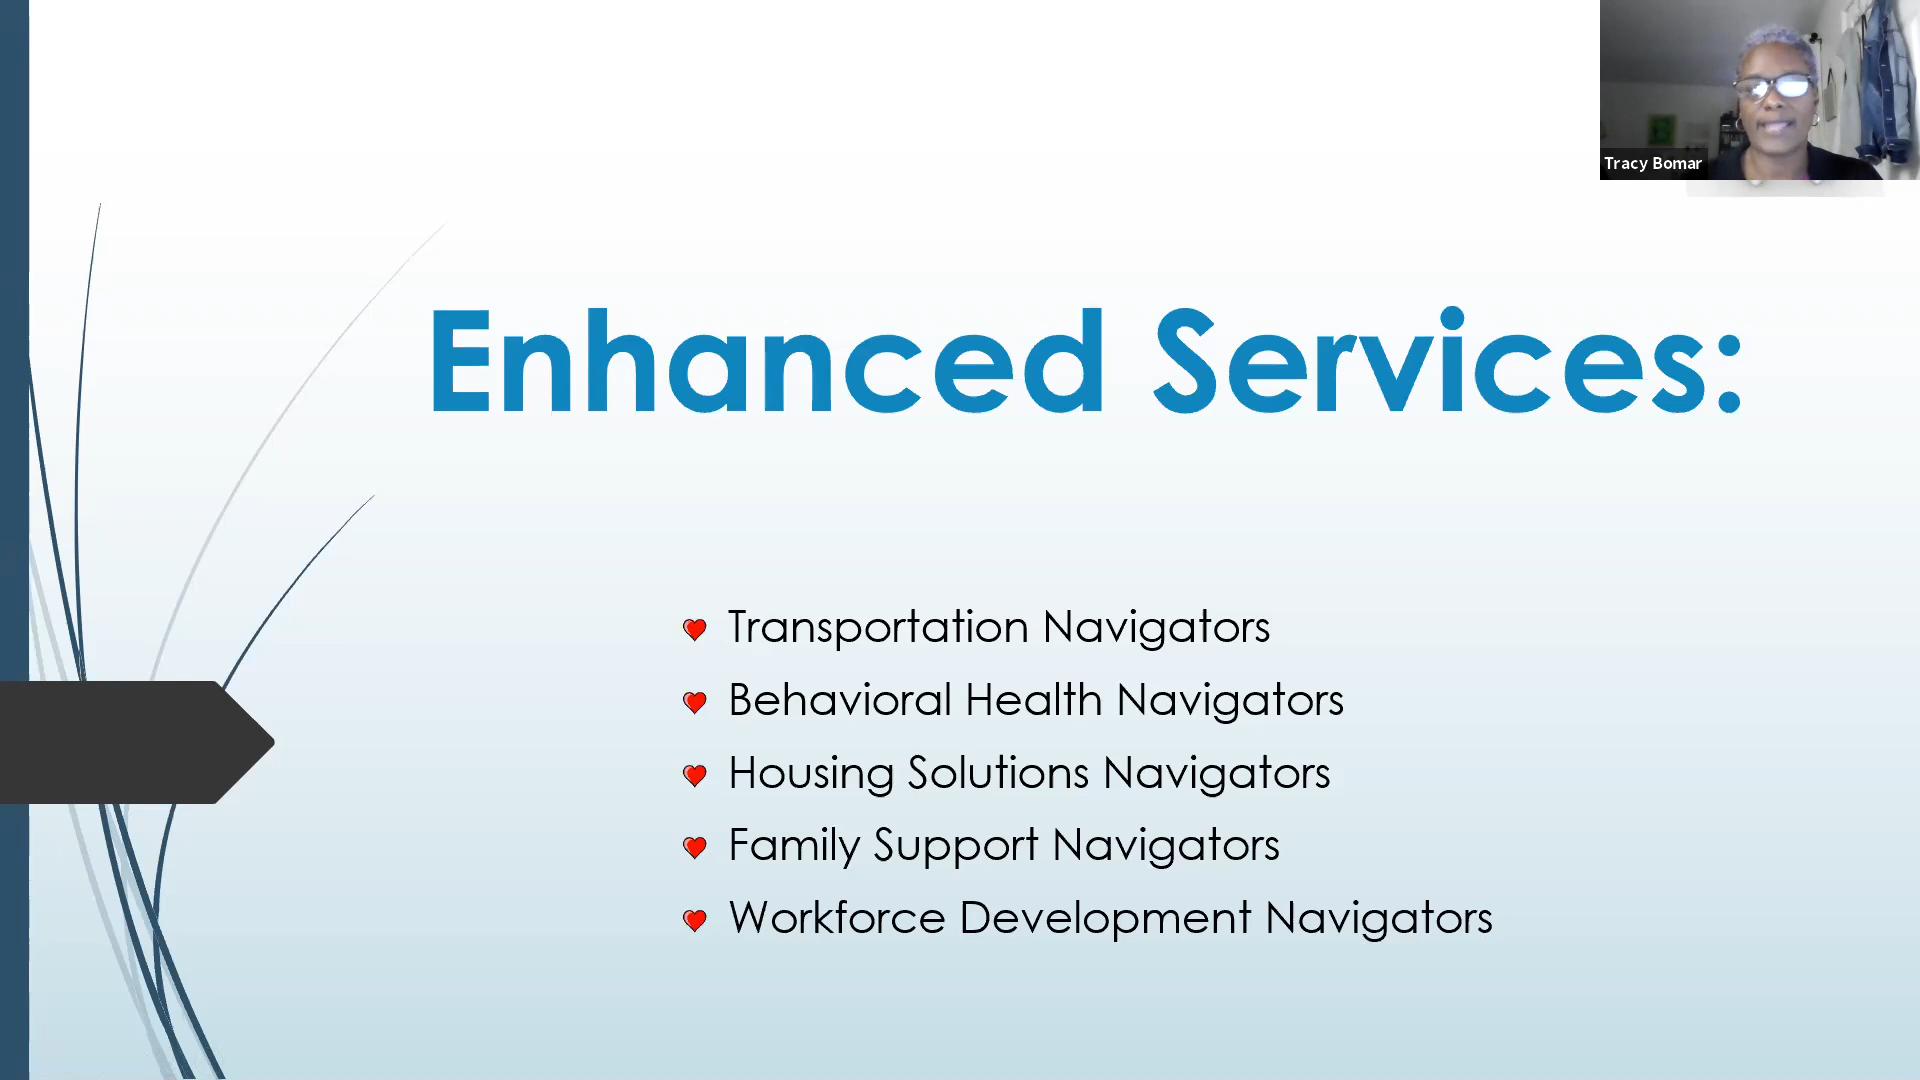 Tracy Bomar
Enhanced Services:
Transportation Navigators
Behavioral Health Navigators
Housing Solutions Navigators
Family Support Navigators
Workforce Development Navigators